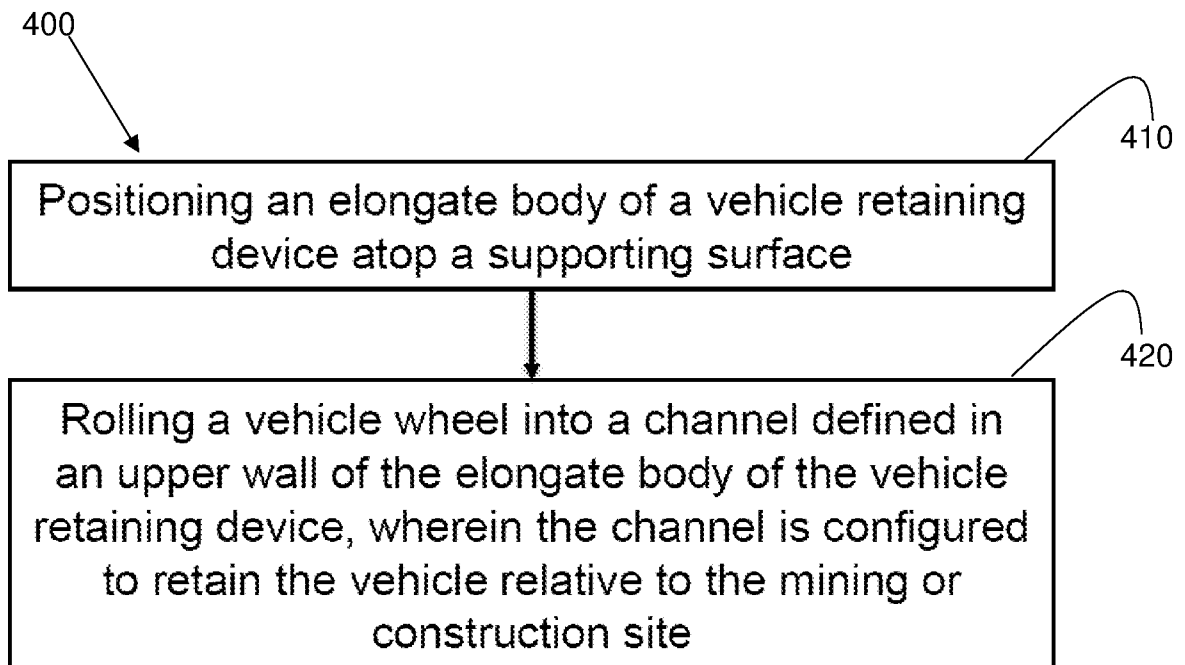 400
410
Positioning an elongate body of a vehicle retaining
device atop a supporting surface
420
Rolling a vehicle wheel into a channel defined in
an upper wall of the elongate body of the vehicle
retaining device, wherein the channel is configured
to retain the vehicle relative to the mining or
construction site